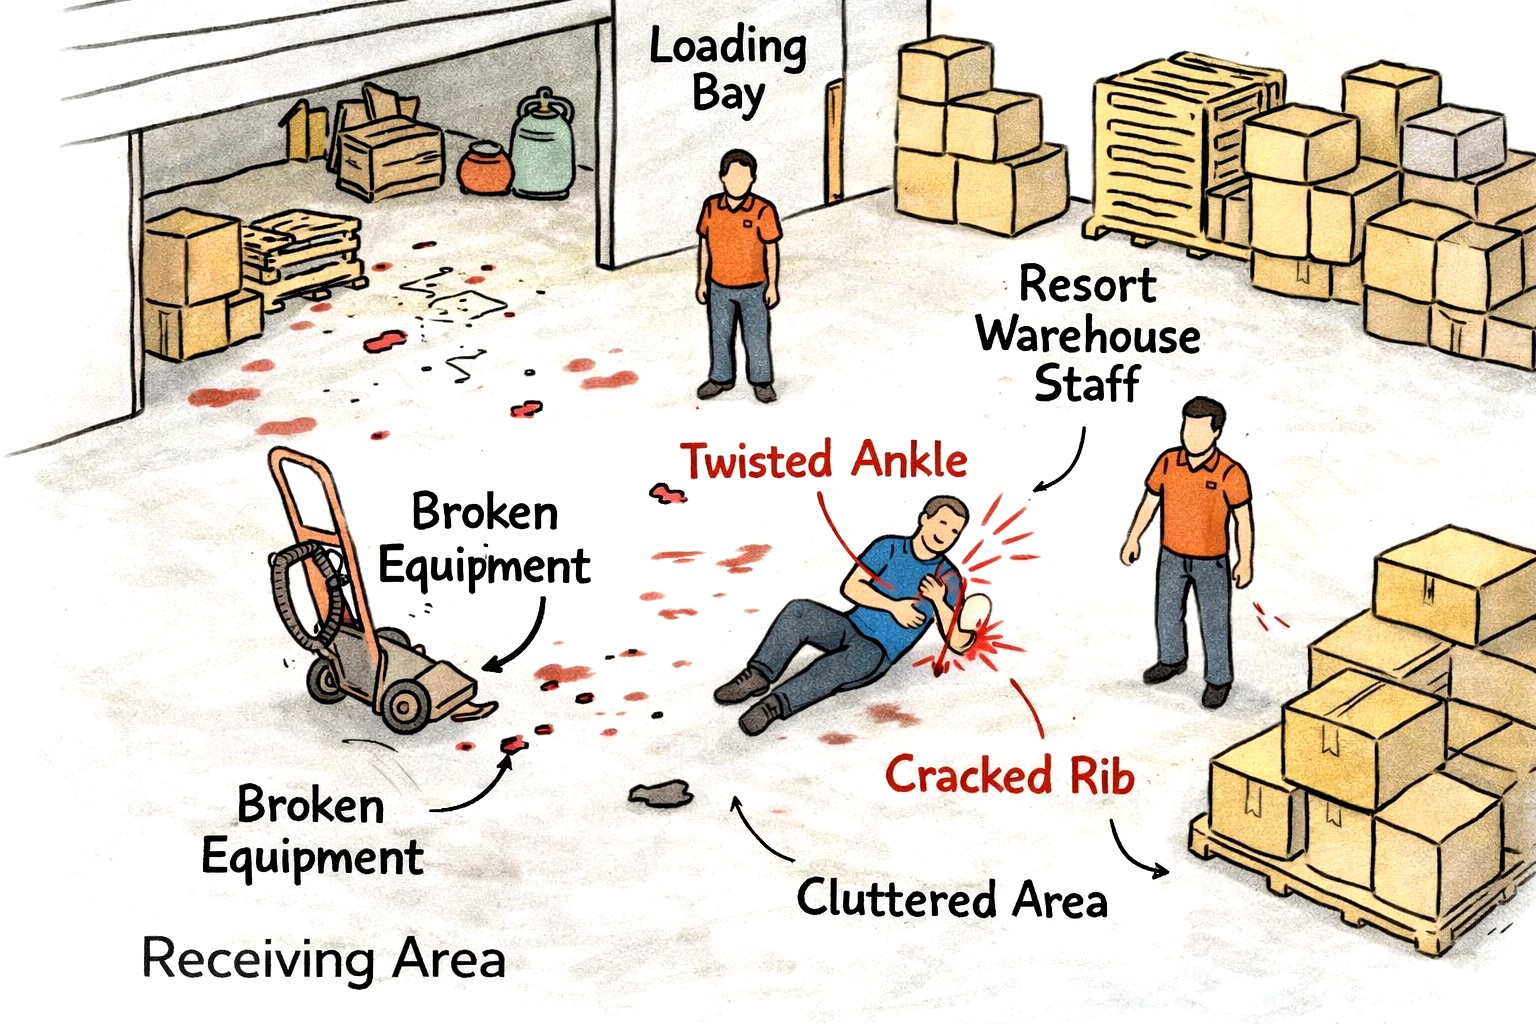 Loading
Bay
Resort
Warehouse
Staff
Twisted Ankle
Broken
Equipment
Cracked Rib
Broken
Equipment
Cluttered Area
Receiving Area